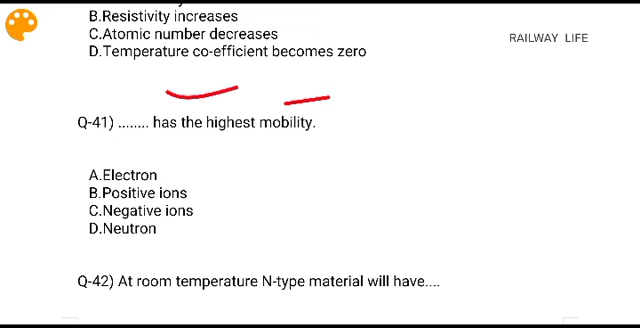 B.Resistivity increases
C.Atomic number decreases
D.Temperature co-efficient becomes zero
RAILWAY LIFE
Q-41) ........ has the highest mobility.
A.Electron
B.Positive ions
C.Negative ions
D.Neutron
Q-42) At room temperature N-type material will have....